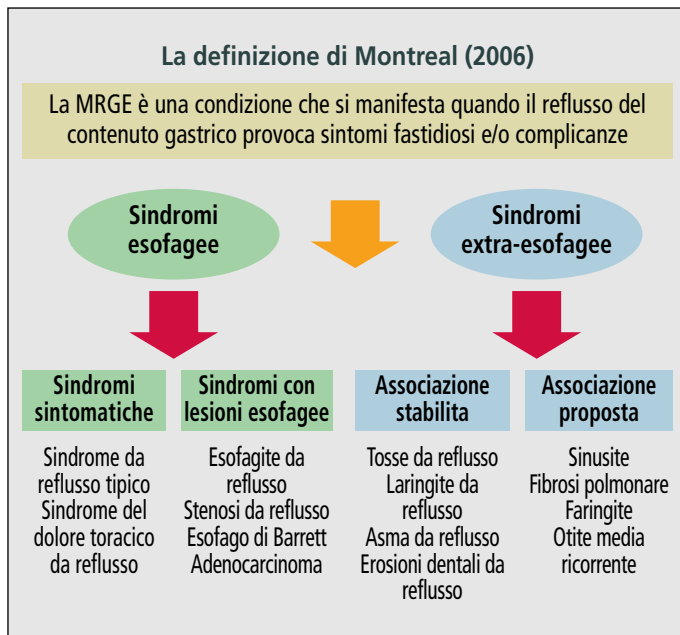 La definizione di Montreal (2006)
La MRGE è una condizione che si manifesta quando il reflusso del
contenuto gastrico provoca sintomi fastidiosi e/o complicanze
Sindromi
esofagee
Sindromi
extra-esofagee
Sindromi
sintomatiche
Sindrome da
reflusso tipico
Sindrome del
dolore toracico
da reflusso
Sindromi con
lesioni esofagee
Esofagite da
reflusso
Stenosi da reflusso
Esofago di Barrett
Adenocarcinoma
Associazione
stabilita
Tosse da reflusso
Laringite da
reflusso
Asma da reflusso
Erosioni dentali da
reflusso
Associazione
proposta
Sinusite
Fibrosi polmonare
Faringite
Otite media
ricorrente